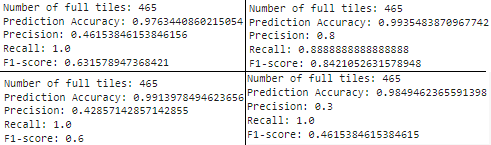 Number of full tiles: 465
Prediction Accuracy: 0.9763440860215054
Precision: 0.46153846153846156
Recall: 1.0
F1-score: 0.631578947368421
Number of full tiles: 465
Prediction Accuracy: 0.9935483870967742
Precision: 0.8
Recall: 0.8888888888888888
F1-score: 0.8421052631578948
Number of full tiles: 465
Prediction Accuracy: 0.9913978494623656
Precision: 0.42857142857142855
Recall: 1.0
F1-score: 0.6
Number of full tiles: 465
Prediction Accuracy: 0.9849462365591398
Precision: 0.3
Recall: 1.0
F1-score: 0.4615384615384615